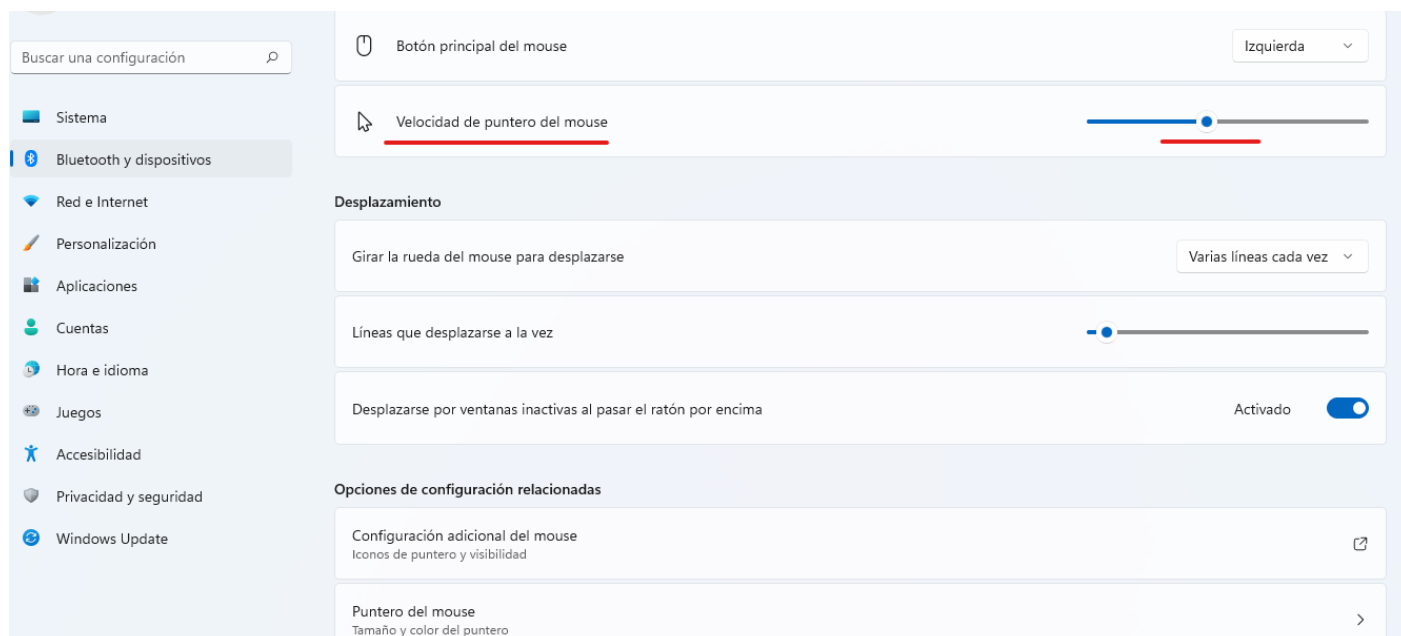 Buscar una configuración
Sistema
Bluetooth y dispositivos
Red e Internet
Personalización
Aplicaciones
Cuentas
Hora e idioma
Juegos
Accesibilidad
Privacidad y seguridad
Windows Update
Botón principal del mouse
Izquierda
Velocidad de puntero del mouse
Desplazamiento
Girar la rueda del mouse para desplazarse
Varias líneas cada vez
Líneas que desplazarse a la vez
Desplazarse por ventanas inactivas al pasar el ratón por encima
Activado
Opciones de configuración relacionadas
Configuración adicional del mouse
Iconos de puntero y visibilidad
Puntero del mouse
Tamaño y color del puntero